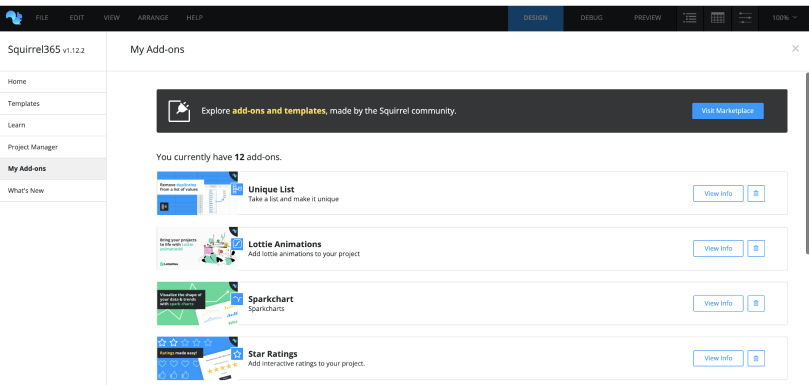 FILE EDIT VIEW ARRANGE HELP DESIGN DEBUG PREVIEW 100%
Squirrel365 v1.12.2
My Add-ons
Home
Templates
Learn
Project Manager
My Add-ons
What's New
Explore add-ons and templates, made by the Squirrel community.
Visit Marketplace
You currently have 12 add-ons.
Remove duplicates
from a list of values
Unique List
Take a list and make it unique
View Info
Bring your projects
to life with Lottie
animations!
LottieFiles
Lottie Animations
Add lottie animations to your project
View Info
Visualize the shape of
your data & trends
with spark charts
Sparkchart
Sparkcharts
View Info
Ratings made easy!
Star Ratings
Add interactive ratings to your project.
View Info